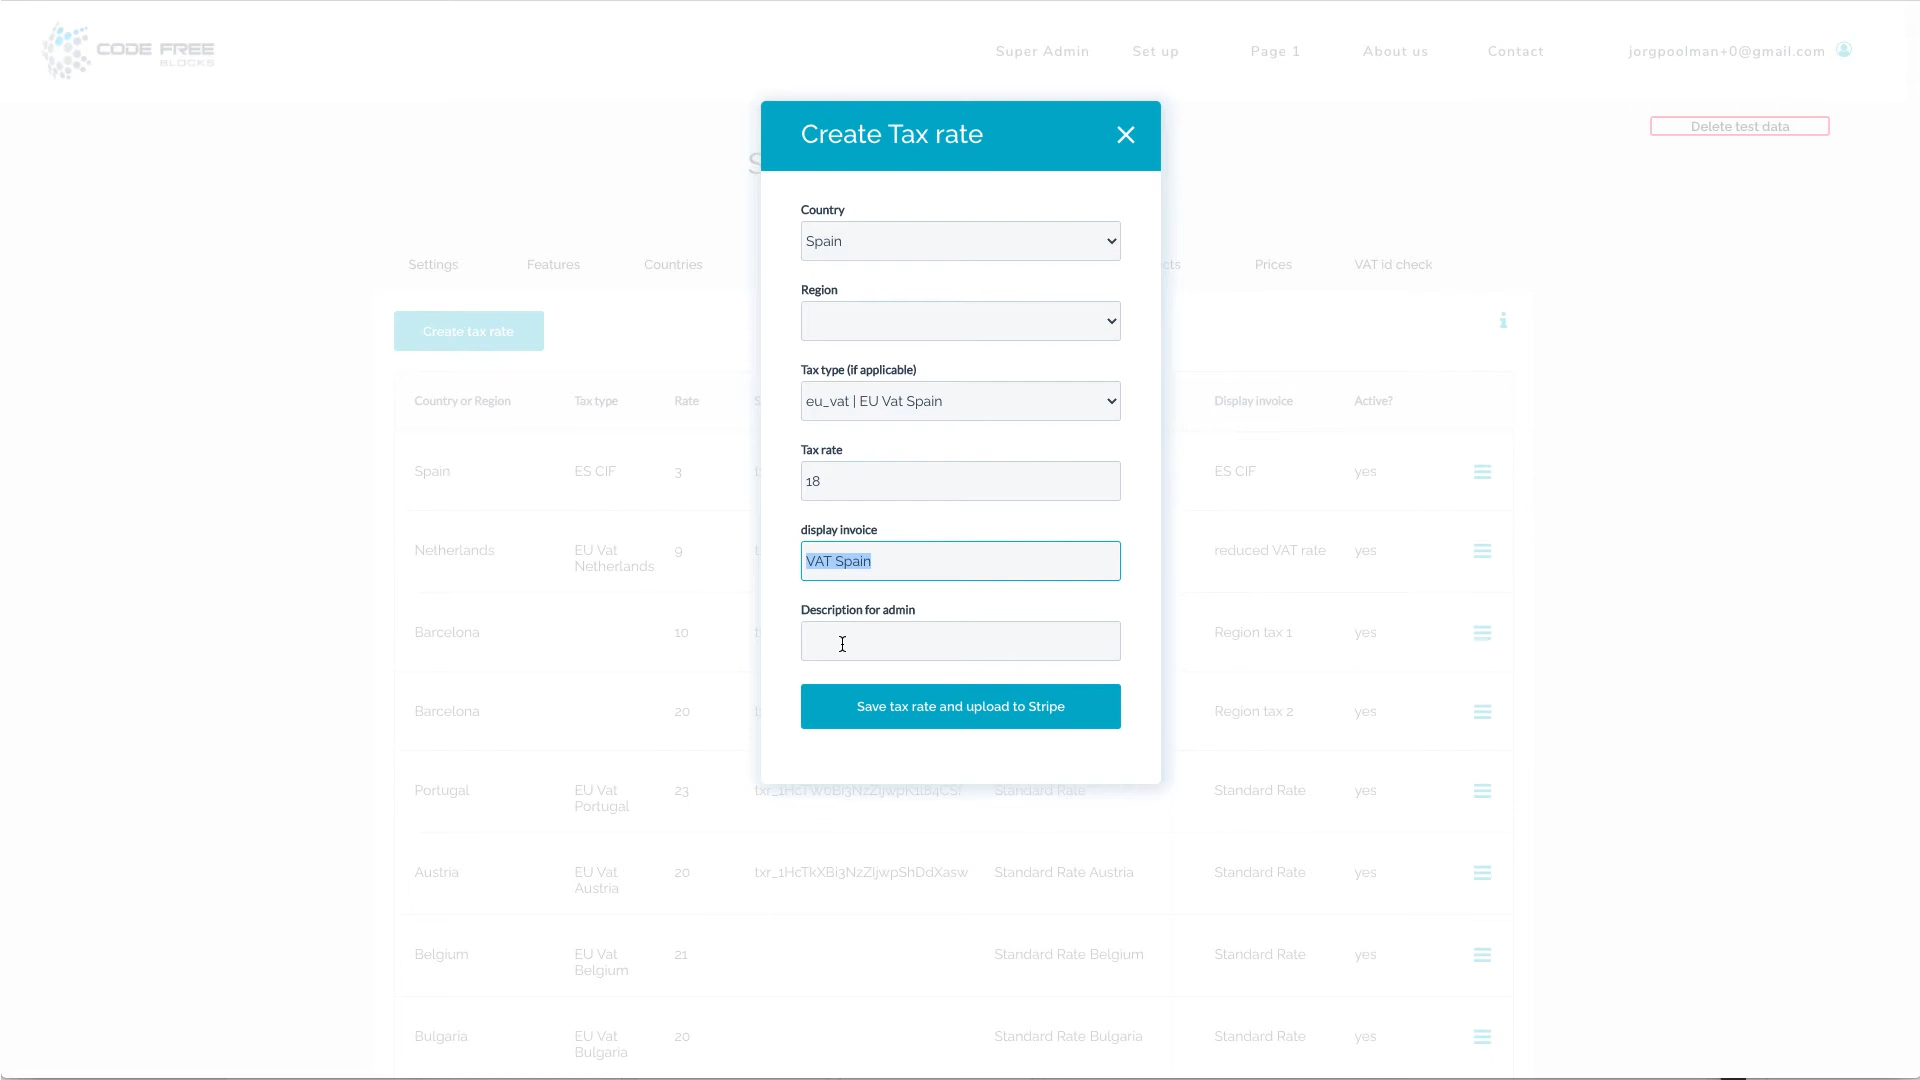 CODE FREE
BLOCKS
Super Admin
Set up
Page 1
About us
Contact
jorgpoolman+0@gmail.com
Delete test data
Create Tax rate
Country
Spain
Region
Tax type (if applicable)
eu_vat | EU Vat Spain
Tax rate
18
display invoice
VAT Spain
Description for admin
Save tax rate and upload to Stripe
Settings
Features
Countries
Prices
VAT id check
Create tax rate
Country or Region
Tax type
Rate
Display invoice
Active?
Spain
ES CIF
3
ES CIF
yes
Netherlands
EU Vat
Netherlands
9
reduced VAT rate
yes
Barcelona
10
Region tax 1
yes
Barcelona
20
Region tax 2
yes
Portugal
EU Vat
Portugal
23
Standard Rate
Standard Rate
yes
Austria
EU Vat
Austria
20
txr_1HcTkXBi3NzZIjwpShDdXasw
Standard Rate Austria
Standard Rate
yes
Belgium
EU Vat
Belgium
21
Standard Rate Belgium
Standard Rate
yes
Bulgaria
EU Vat
Bulgaria
20
Standard Rate Bulgaria
Standard Rate
yes